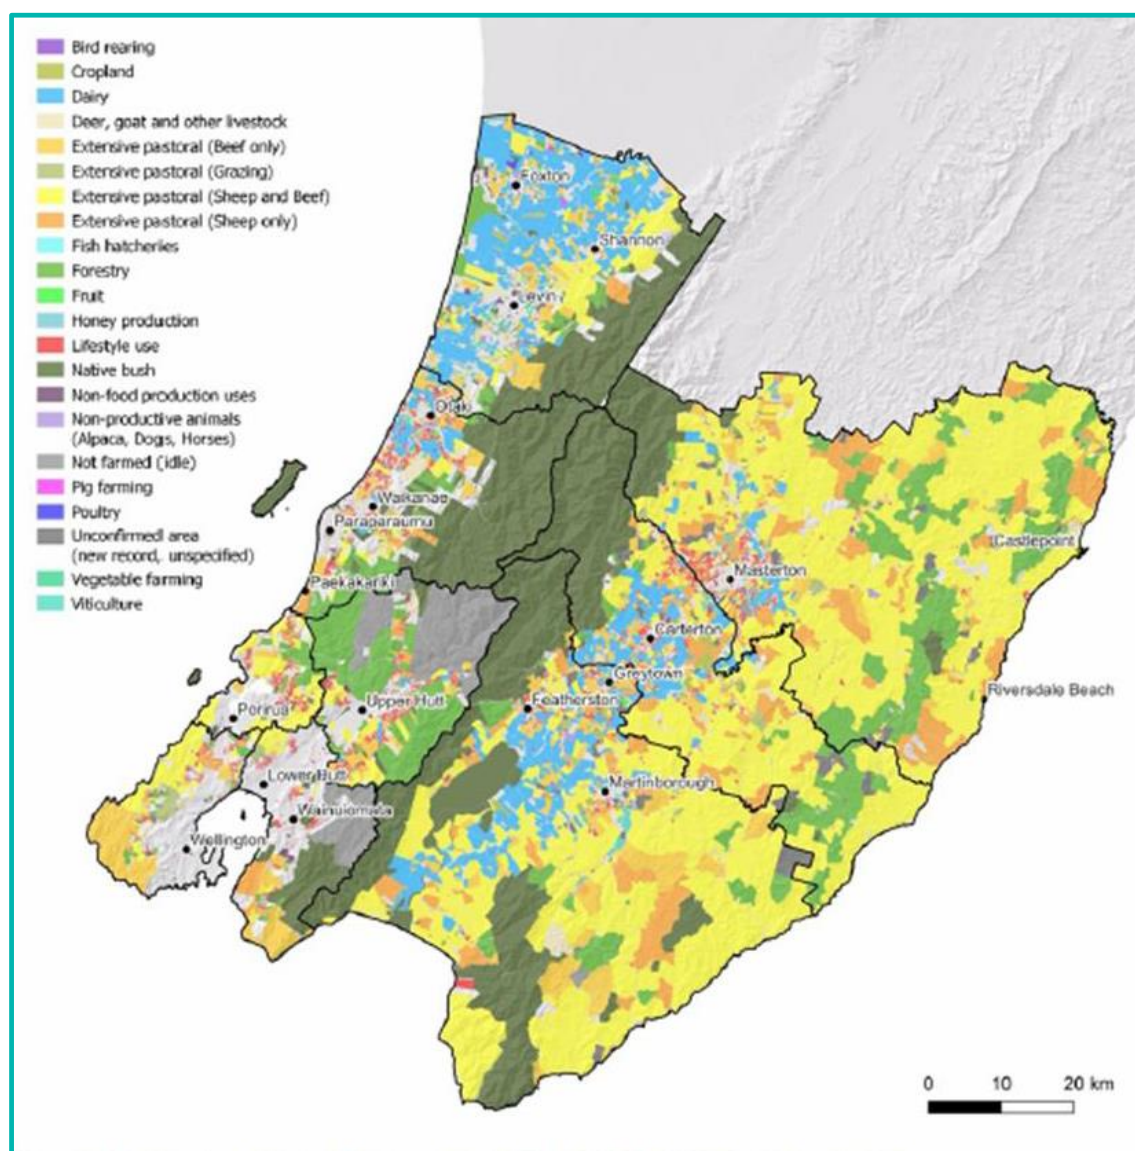 Bird rearing
Cropland
Dairy
Deer, goat and other livestock
Extensive pastoral (Beef only)
Extensive pastoral (Grazing)
Extensive pastoral (Sheep and Beef)
Extensive pastoral (Sheep only)
Fish hatcheries
Forestry
Fruit
Honey production
Lifestyle use
Native bush
Non-food production uses
Non-productive animals
(Alpaca, Dogs, Horses)
Not farmed (idle)
Pig farming
Poultry
Unconfirmed area
(new record, unspecified)
Vegetable farming
Viticulture
Foxton
Shannon
Levin
Otaki
Waikanae
Paraparaumu
Castlepoint
Masterton
Paekakariki
Carterton
Greytown
Riversdale Beach
Featherston
Upper Hutt
Porirua
Lower Hutt
Martinborough
Wainuiomata
Wellington
0 10 20 km